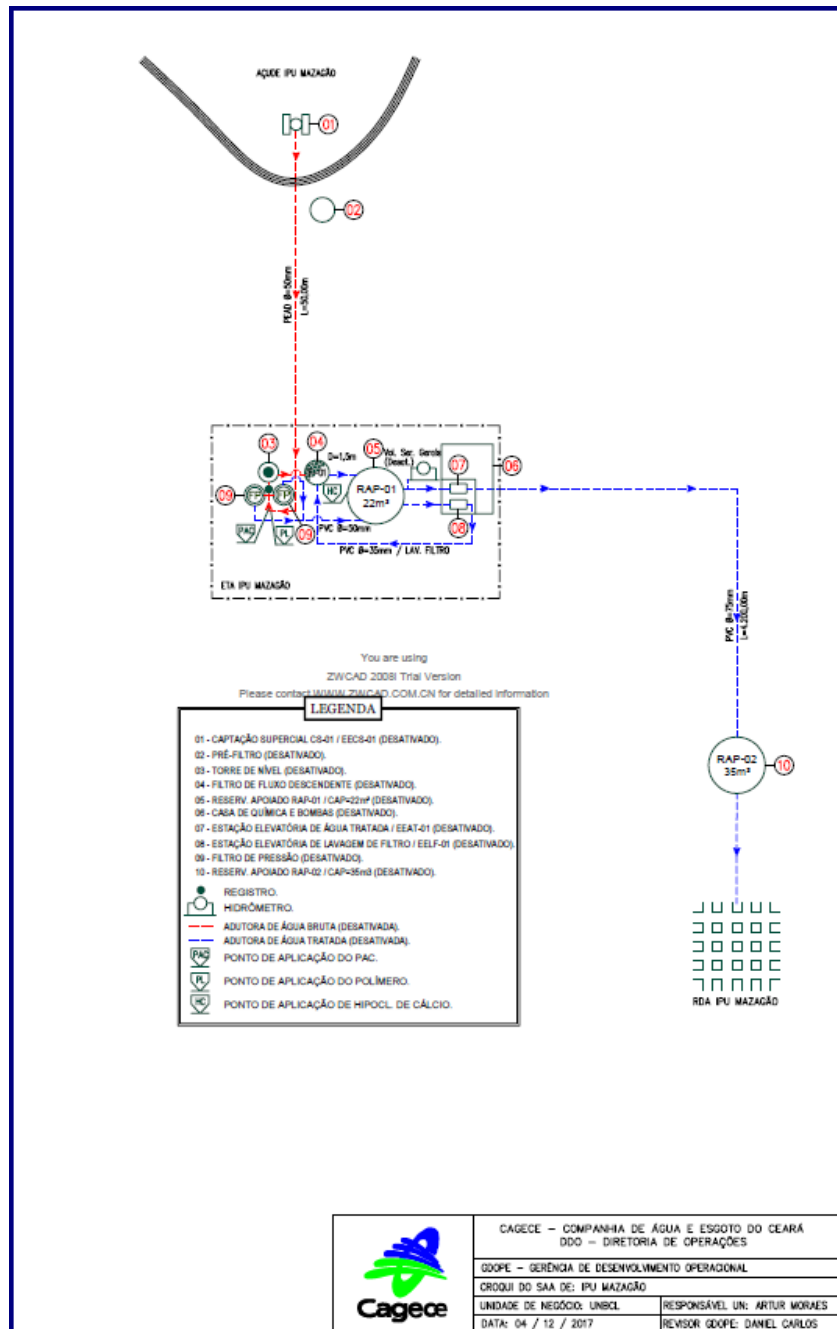 AÇUDE IPU MAZAGÃO
01
02
PEAD Ø=50mm
L=50,00m
03
04
05
D=1,5m
Vol. Ser. Gerada
(Desat.)
07
06
RAP-01
22m³
HC
09
FP
FP
PAC
PL
09
PVC Ø=50mm
08
PVC Ø=35mm / LAV. FILTRO
ETA IPU MAZAGÃO
PVC Ø=75mm
L=4.200,00m
You are using
ZWCAD 2008i Trial Version
Please contact WWW.ZWCAD.COM.CN for detailed information
LEGENDA
01 - CAPTAÇÃO SUPERCIAL CS-01 / EECS-01 (DESATIVADO).
02 - PRÉ-FILTRO (DESATIVADO).
03 - TORRE DE NÍVEL (DESATIVADO).
04 - FILTRO DE FLUXO DESCENDENTE (DESATIVADO).
05 - RESERV. APOIADO RAP-01 / CAP=22m³ (DESATIVADO).
06 - CASA DE QUÍMICA E BOMBAS (DESATIVADO).
07 - ESTAÇÃO ELEVATÓRIA DE ÁGUA TRATADA / EEAT-01 (DESATIVADO).
08 - ESTAÇÃO ELEVATÓRIA DE LAVAGEM DE FILTRO / EELF-01 (DESATIVADO).
09 - FILTRO DE PRESSÃO (DESATIVADO).
10 - RESERV. APOIADO RAP-02 / CAP=35m3 (DESATIVADO).
REGISTRO.
HIDRÔMETRO.
ADUTORA DE ÁGUA BRUTA (DESATIVADA).
ADUTORA DE ÁGUA TRATADA (DESATIVADA).
PAC PONTO DE APLICAÇÃO DO PAC.
PL PONTO DE APLICAÇÃO DO POLÍMERO.
HC PONTO DE APLICAÇÃO DE HIPOCL. DE CÁLCIO.
RAP-02
35m³
10
RDA IPU MAZAGÃO
Cagece
CAGECE - COMPANHIA DE ÁGUA E ESGOTO DO CEARÁ
DDO - DIRETORIA DE OPERAÇÕES
GDOPE - GERÊNCIA DE DESENVOLVIMENTO OPERACIONAL
CROQUI DO SAA DE: IPU MAZAGÃO
UNIDADE DE NEGÓCIO: UNBCL
RESPONSÁVEL UN: ARTUR MORAES
DATA: 04 / 12 / 2017
REVISOR GDOPE: DANIEL CARLOS